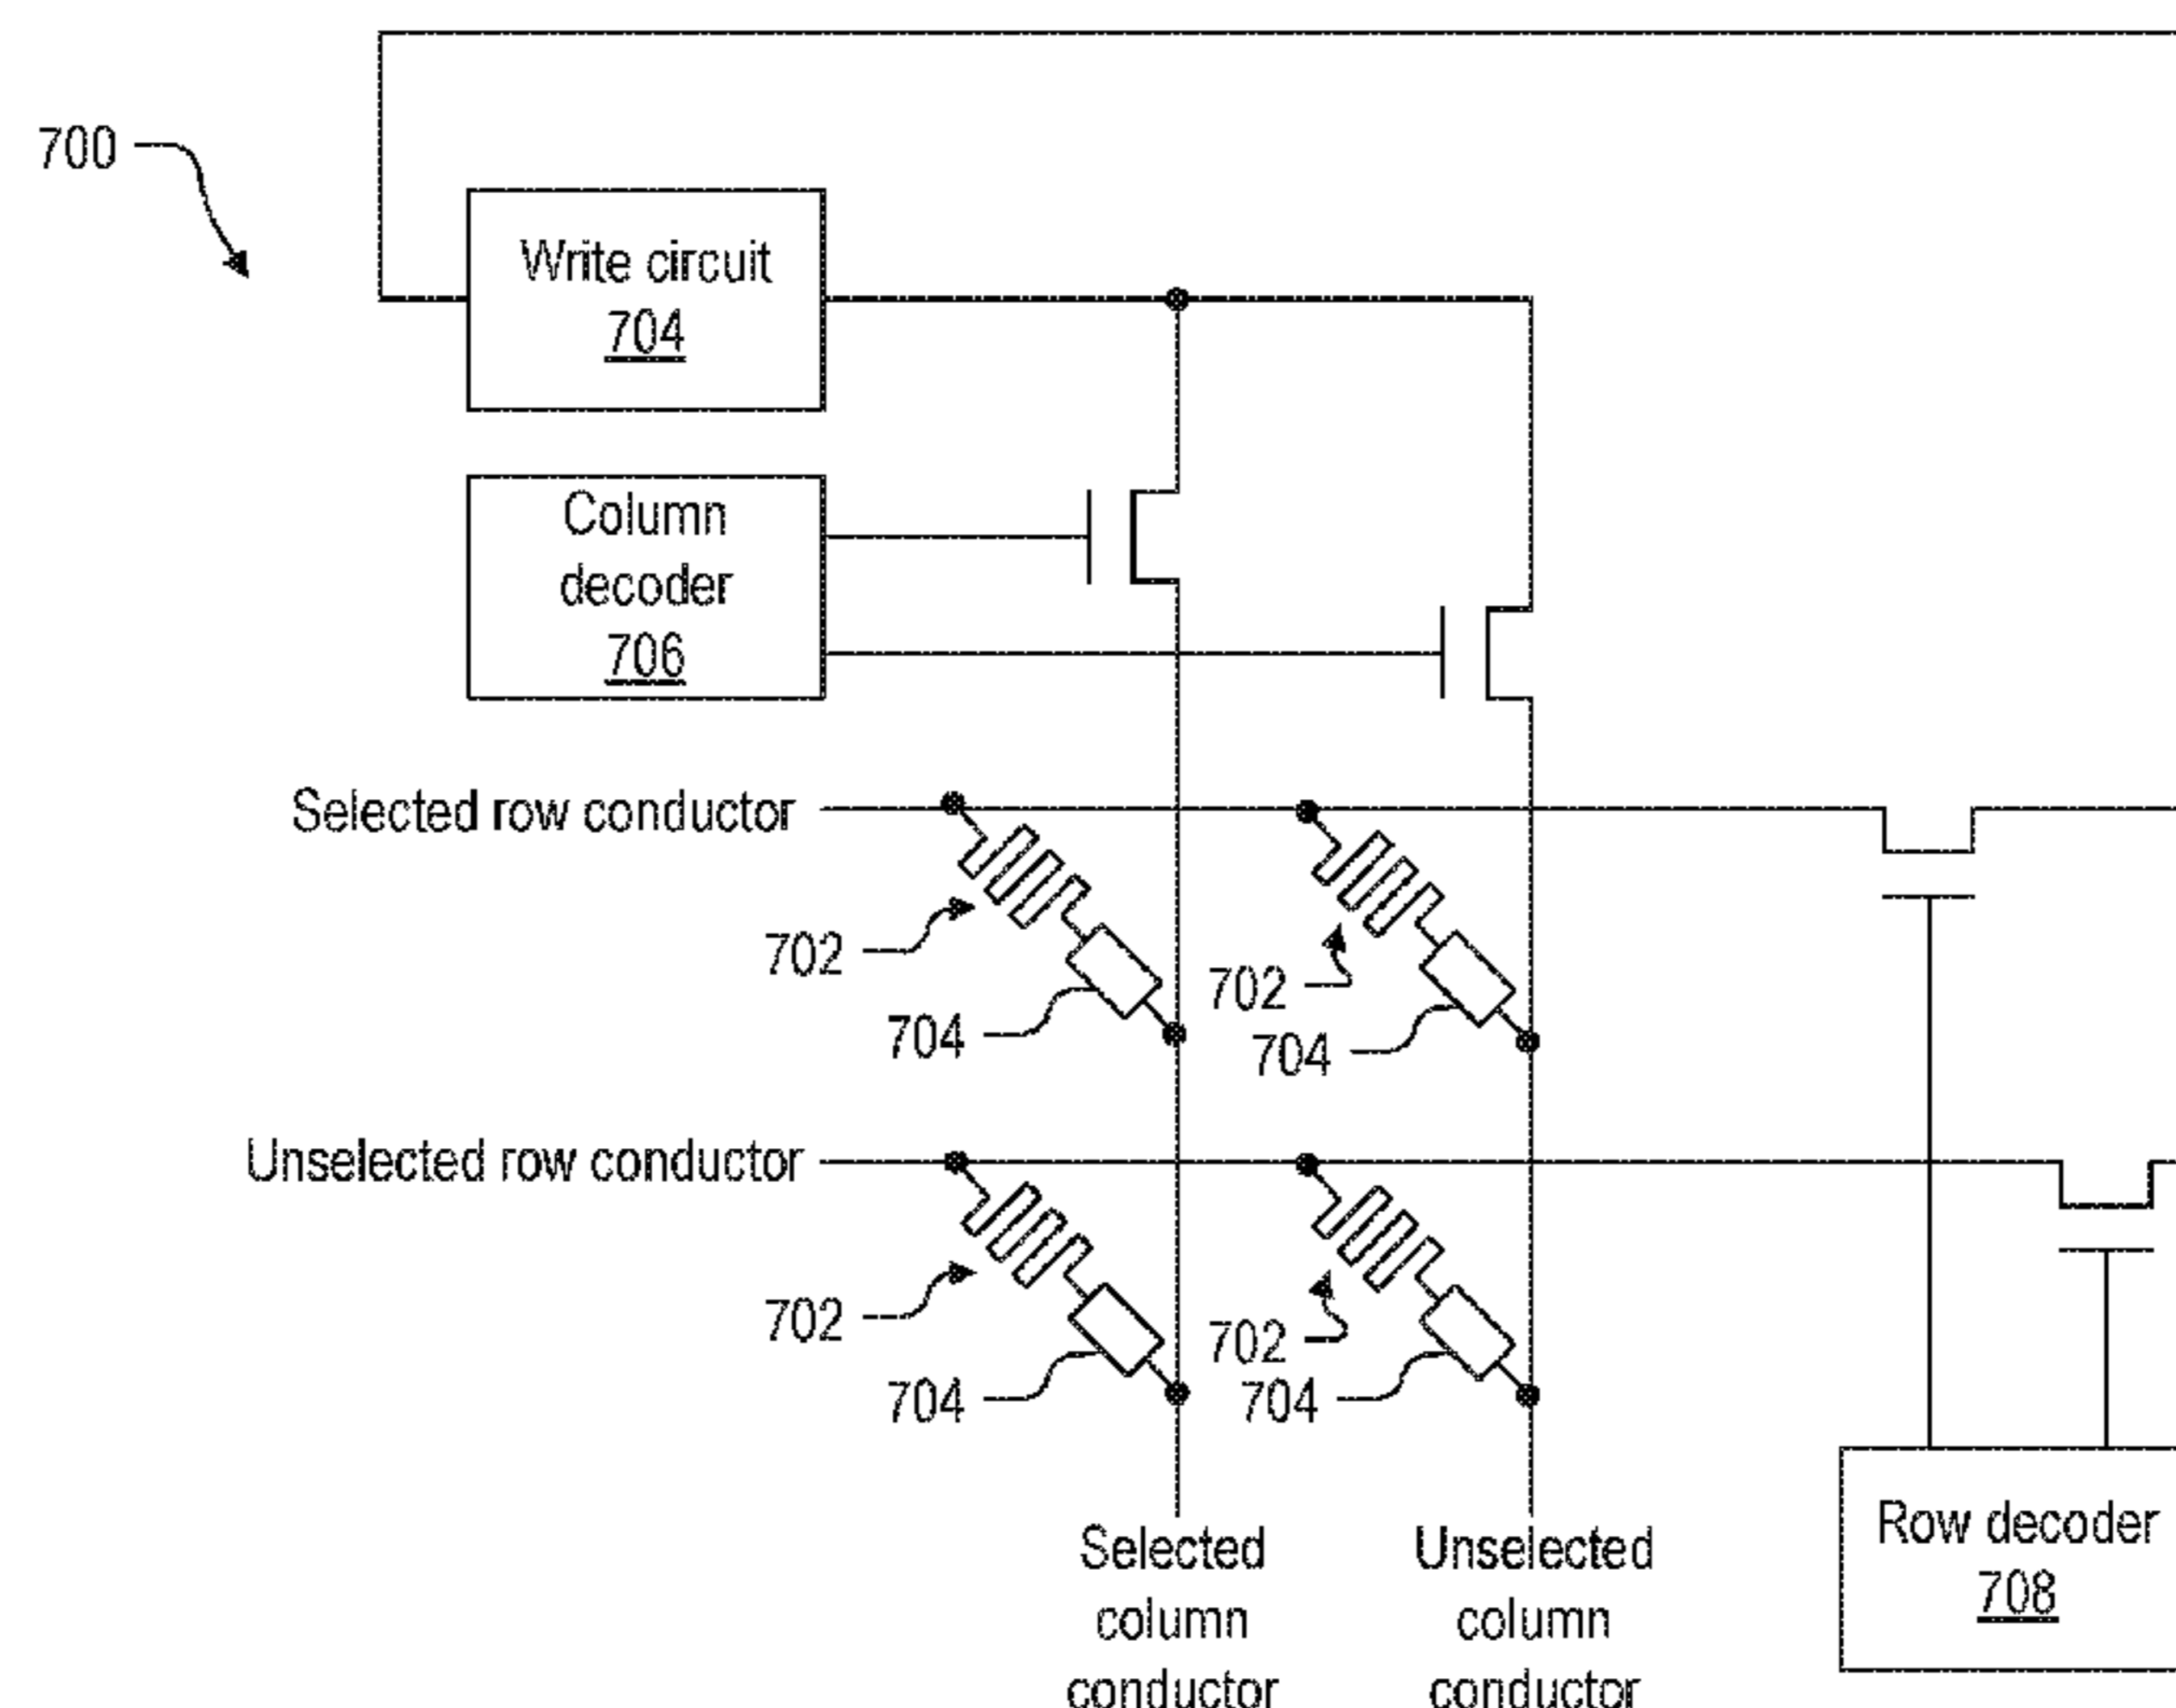 700
Write circuit
704
Column
decoder
706
Selected row conductor
702
702
704
704
Unselected row conductor
702
702
704
704
Selected
column
conductor
Unselected
column
conductor
Row decoder
708